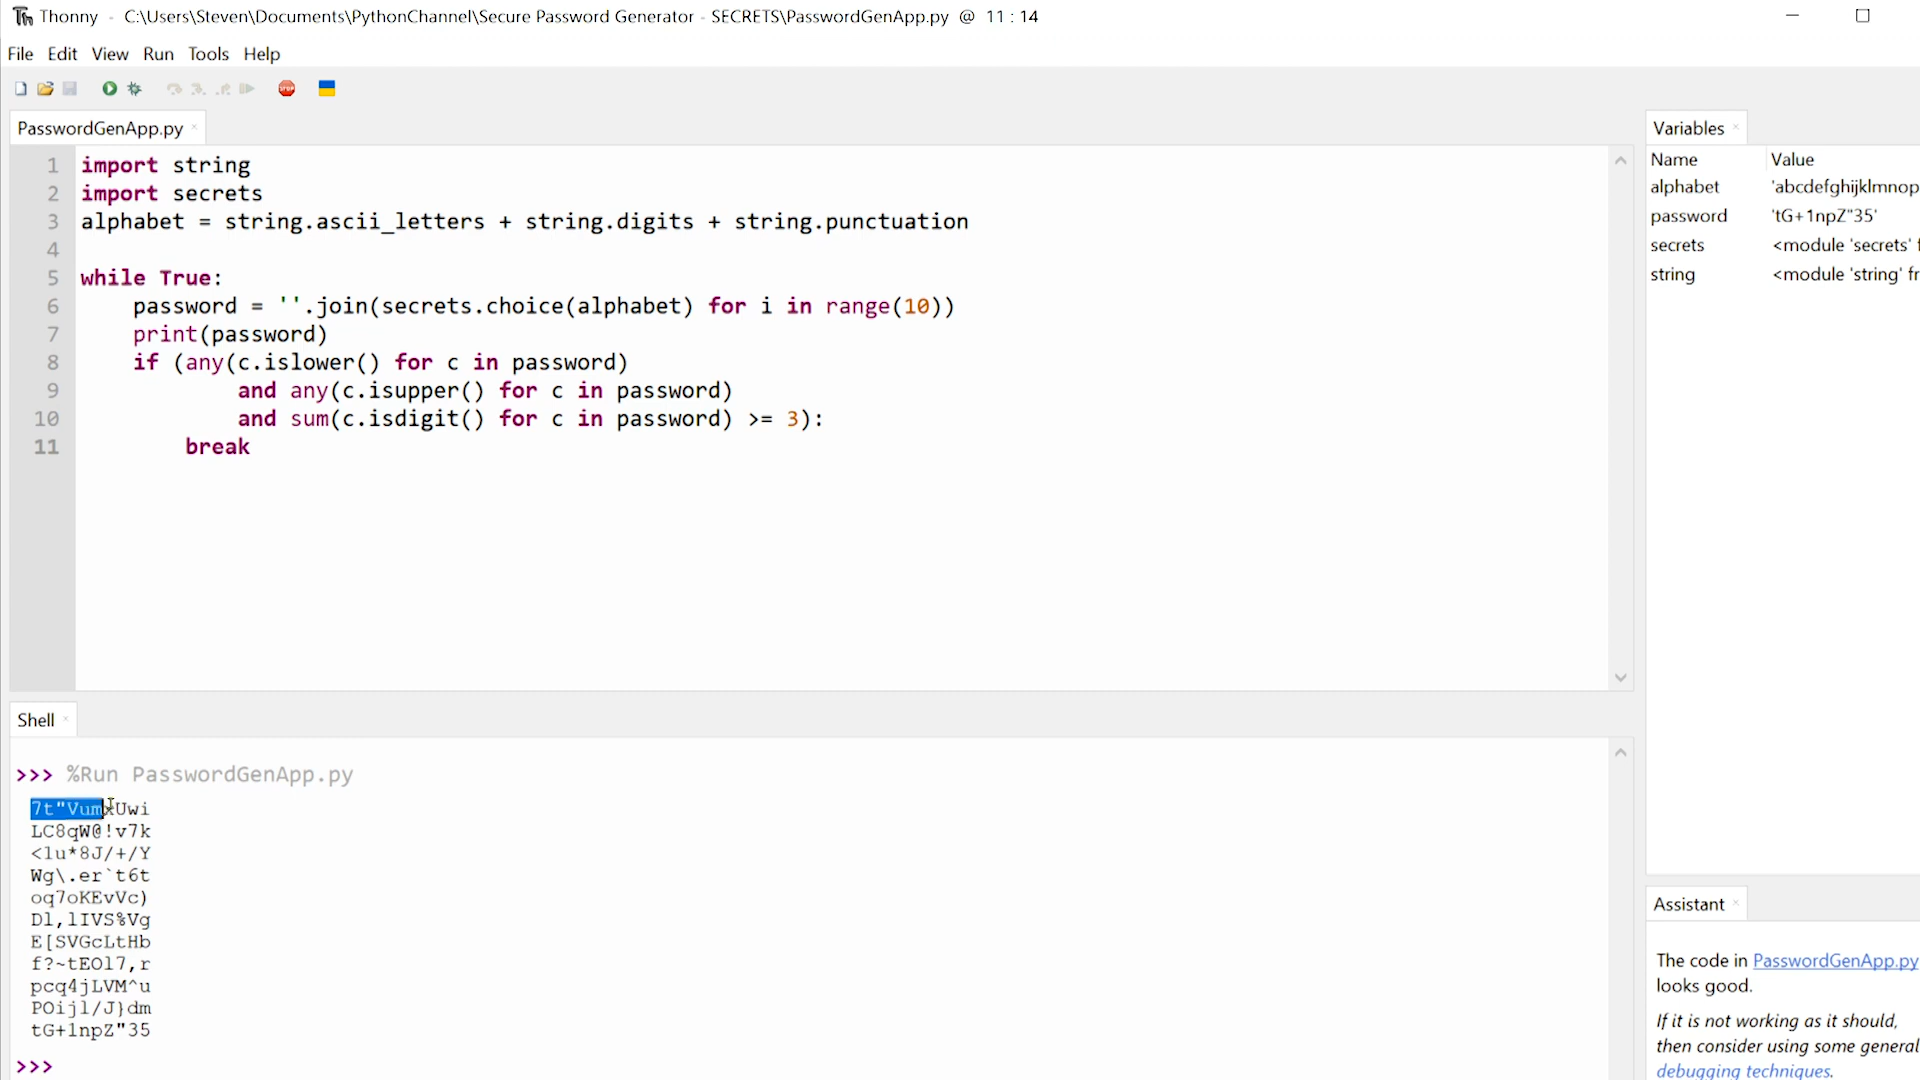 Thonny - C:\Users\Steven\Documents\PythonChannel\Secure Password Generator - SECRETS\PasswordGenApp.py @ 11 : 14
File Edit View Run Tools Help
STOP
PasswordGenApp.py
1 import string
2 import secrets
3 alphabet = string.ascii_letters + string.digits + string.punctuation
4
5 while True:
6     password = ''.join(secrets.choice(alphabet) for i in range(10))
7     print(password)
8     if (any(c.islower() for c in password)
9             and any(c.isupper() for c in password)
10             and sum(c.isdigit() for c in password) >= 3):
11         break
Shell
>>> %Run PasswordGenApp.py
7t"VumxUwi
LC8qW@!v7k
<1u*8J/+/Y
Wg\.er`t6t
oq7oKEvVc)
Dl,lIVS%Vg
E[SVGcLtHb
f?~tEOl7,r
pcq4jLVM^u
POijl/J}dm
tG+1npZ"35
>>>
Variables
Name Value
alphabet 'abcdefghijklmnop
password 'tG+1npZ"35'
secrets <module 'secrets' f
string <module 'string' fr
Assistant
The code in PasswordGenApp.py
looks good.
If it is not working as it should,
then consider using some general
debugging techniques.